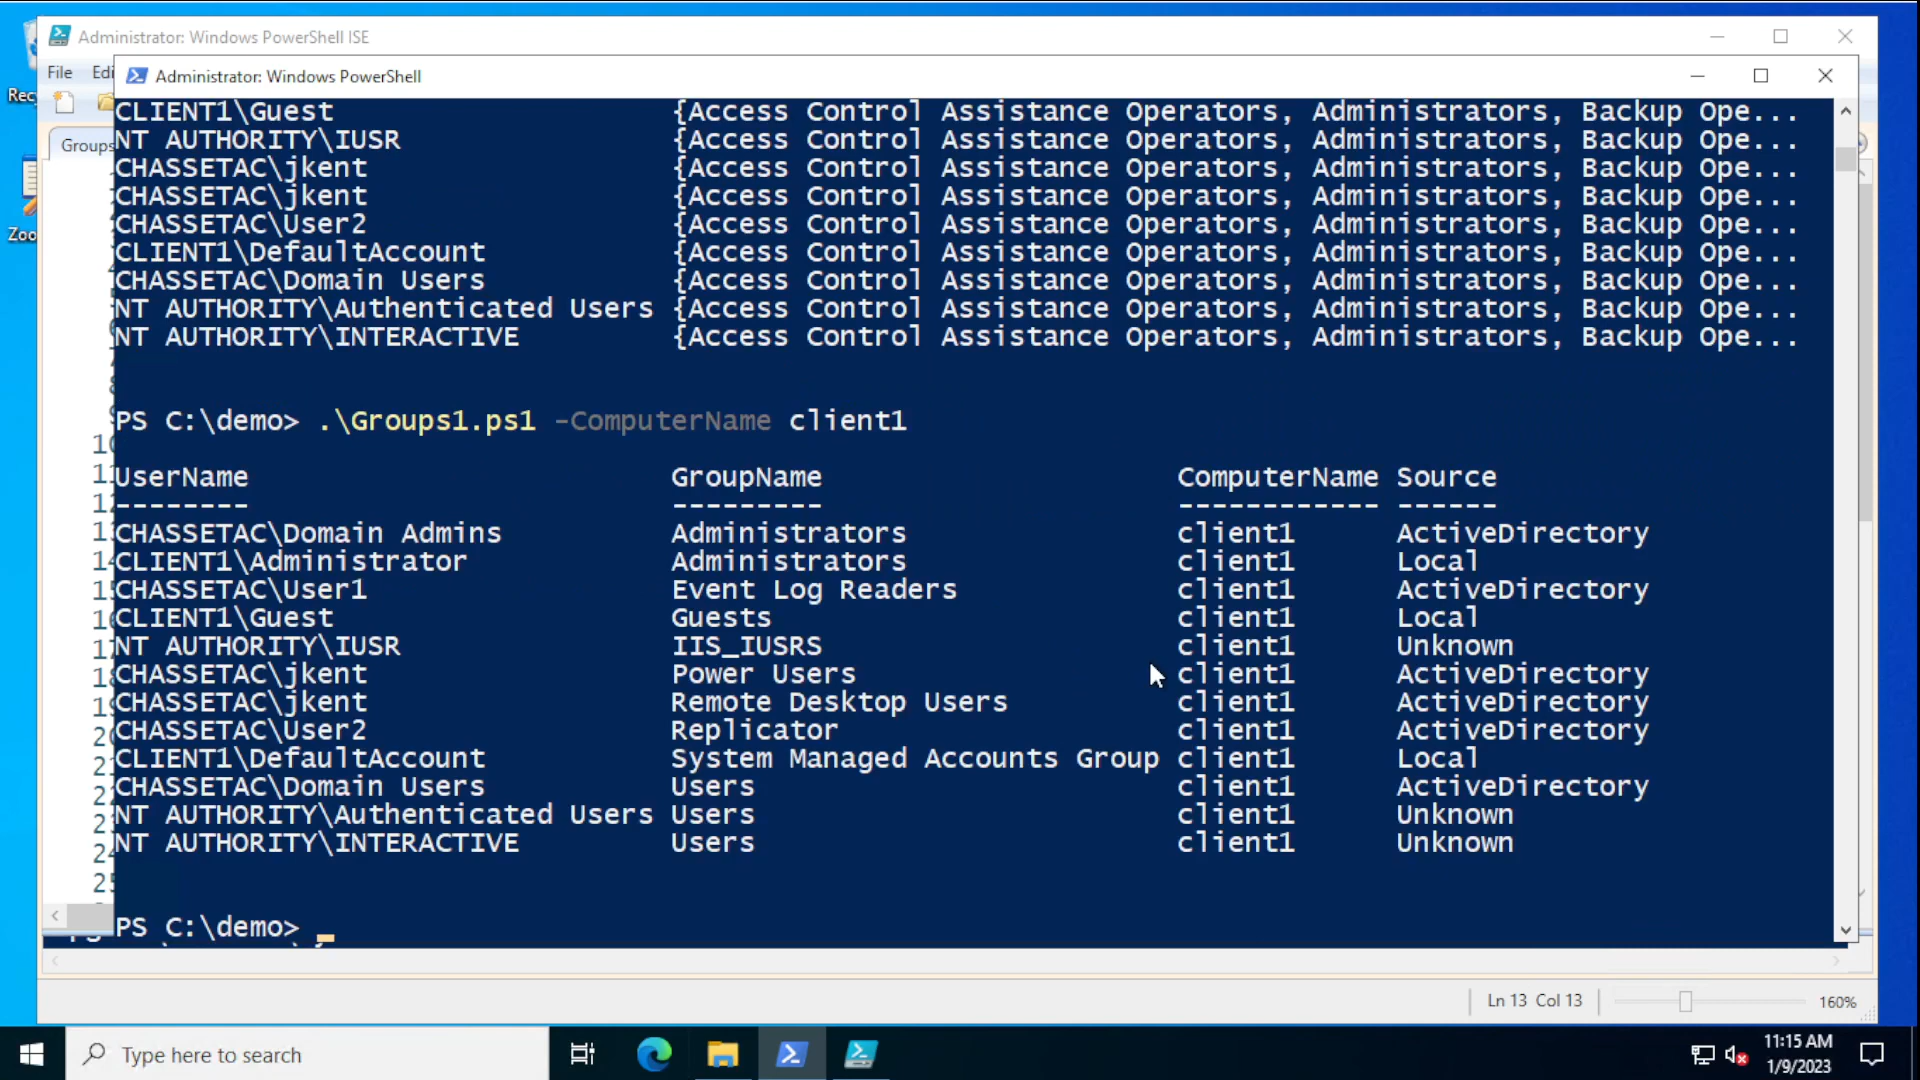 Administrator: Windows PowerShell ISE
File Edi
Administrator: Windows PowerShell
Groups
CLIENT1\Guest {Access Control Assistance Operators, Administrators, Backup Ope...
NT AUTHORITY\IUSR {Access Control Assistance Operators, Administrators, Backup Ope...
CHASSETAC\jkent {Access Control Assistance Operators, Administrators, Backup Ope...
CHASSETAC\jkent {Access Control Assistance Operators, Administrators, Backup Ope...
CHASSETAC\User2 {Access Control Assistance Operators, Administrators, Backup Ope...
CLIENT1\DefaultAccount {Access Control Assistance Operators, Administrators, Backup Ope...
CHASSETAC\Domain Users {Access Control Assistance Operators, Administrators, Backup Ope...
NT AUTHORITY\Authenticated Users {Access Control Assistance Operators, Administrators, Backup Ope...
NT AUTHORITY\INTERACTIVE {Access Control Assistance Operators, Administrators, Backup Ope...
PS C:\demo> .\Groups1.ps1 -ComputerName client1
UserName GroupName ComputerName Source
-------- --------- ------------ ------
CHASSETAC\Domain Admins Administrators client1 ActiveDirectory
CLIENT1\Administrator Administrators client1 Local
CHASSETAC\User1 Event Log Readers client1 ActiveDirectory
CLIENT1\Guest Guests client1 Local
NT AUTHORITY\IUSR IIS_IUSRS client1 Unknown
CHASSETAC\jkent Power Users client1 ActiveDirectory
CHASSETAC\jkent Remote Desktop Users client1 ActiveDirectory
CHASSETAC\User2 Replicator client1 ActiveDirectory
CLIENT1\DefaultAccount System Managed Accounts Group client1 Local
CHASSETAC\Domain Users Users client1 ActiveDirectory
NT AUTHORITY\Authenticated Users Users client1 Unknown
NT AUTHORITY\INTERACTIVE Users client1 Unknown
PS C:\demo>
Ln 13 Col 13 160%
Type here to search
11:15 AM
1/9/2023